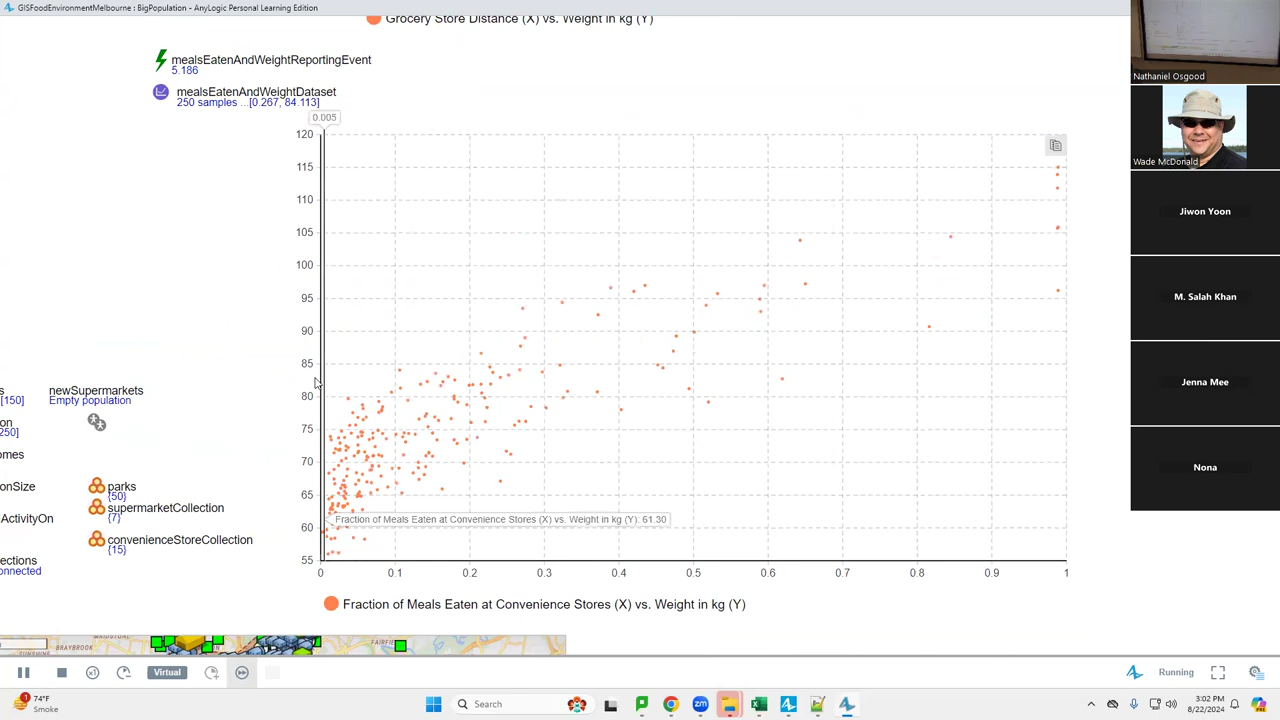 GISFoodEnvironmentMelbourne : BigPopulation - AnyLogic Personal Learning Edition
Grocery Store Distance (X) vs. Weight in kg (Y)
mealsEatenAndWeightReportingEvent
5.186
mealsEatenAndWeightDataset
250 samples ...[0.267, 84.113]
0.005
120
115
110
105
100
95
90
85
80
75
70
65
60
55
0
0.1
0.2
0.3
0.4
0.5
0.6
0.7
0.8
0.9
1
Fraction of Meals Eaten at Convenience Stores (X) vs. Weight in kg (Y): 61.30
Fraction of Meals Eaten at Convenience Stores (X) vs. Weight in kg (Y)
s
[150]
newSupermarkets
Empty population
on
250]
omes
onSize
parks
{50}
supermarketCollection
{7}
ActivityOn
convenienceStoreCollection
{15}
ections
onnected
BRAYBROOK
FAIRFIE
Virtual
Running
Nathaniel Osgood
Wade McDonald
Jiwon Yoon
M. Salah Khan
Jenna Mee
Nona
1
74°F
Smoke
Search
3:02 PM
8/22/2024